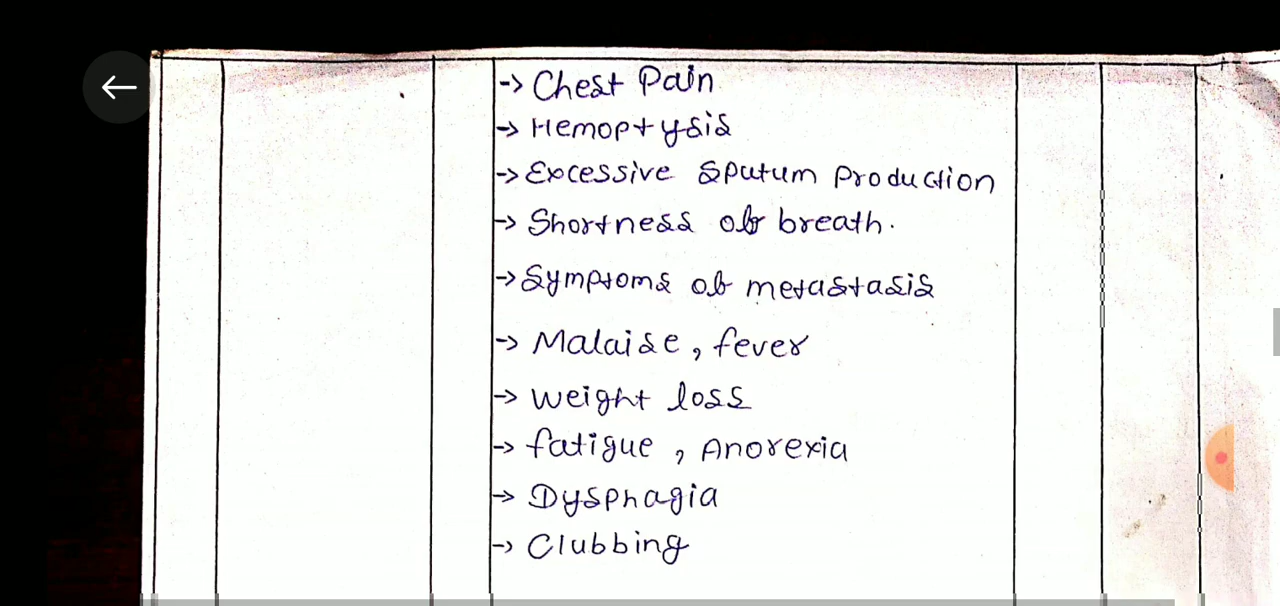 -> Chest Pain
-> Hemoptysis
-> Excessive Sputum Production
-> Shortness of breath.
-> Symptoms of metastasis
-> Malaise, fever
-> Weight loss
-> fatigue, Anorexia
-> Dysphagia
-> Clubbing